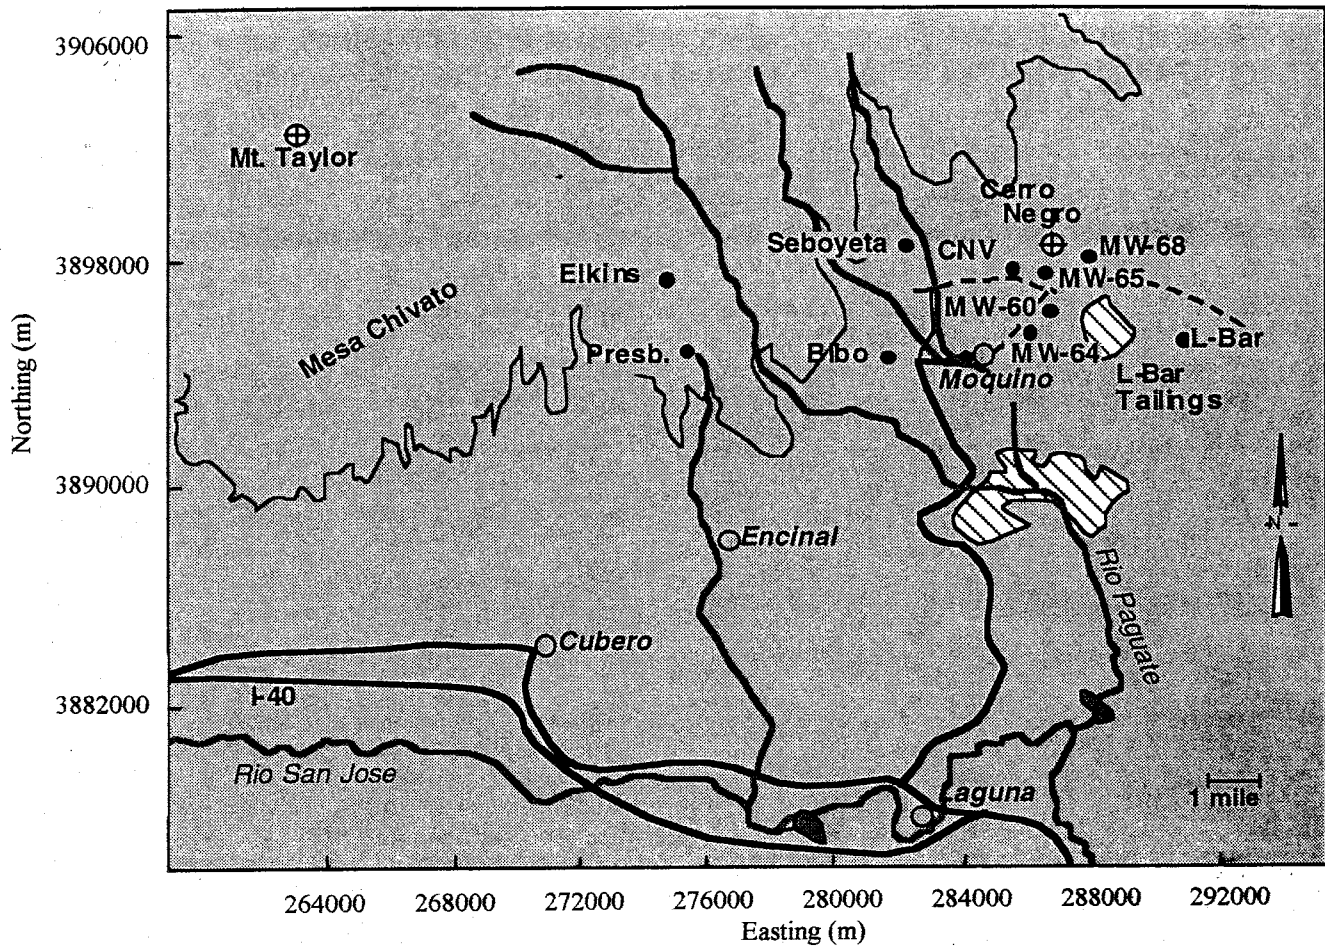 3906000
Mt. Taylor
Cerro
Negro
Seboyeta
CNV
MW-68
3898000
Elkins
MW-65
Mesa Chivato
MW-60
L-Bar
Presb.
Bibo
MW-64
Moquino
L-Bar
Tailings
Northing (m)
3890000
N
Encinal
Rio Paguate
Cubero
I-40
3882000
Rio San Jose
1 mile
Laguna
264000 268000 272000 276000 280000 284000 288000 292000
Easting (m)